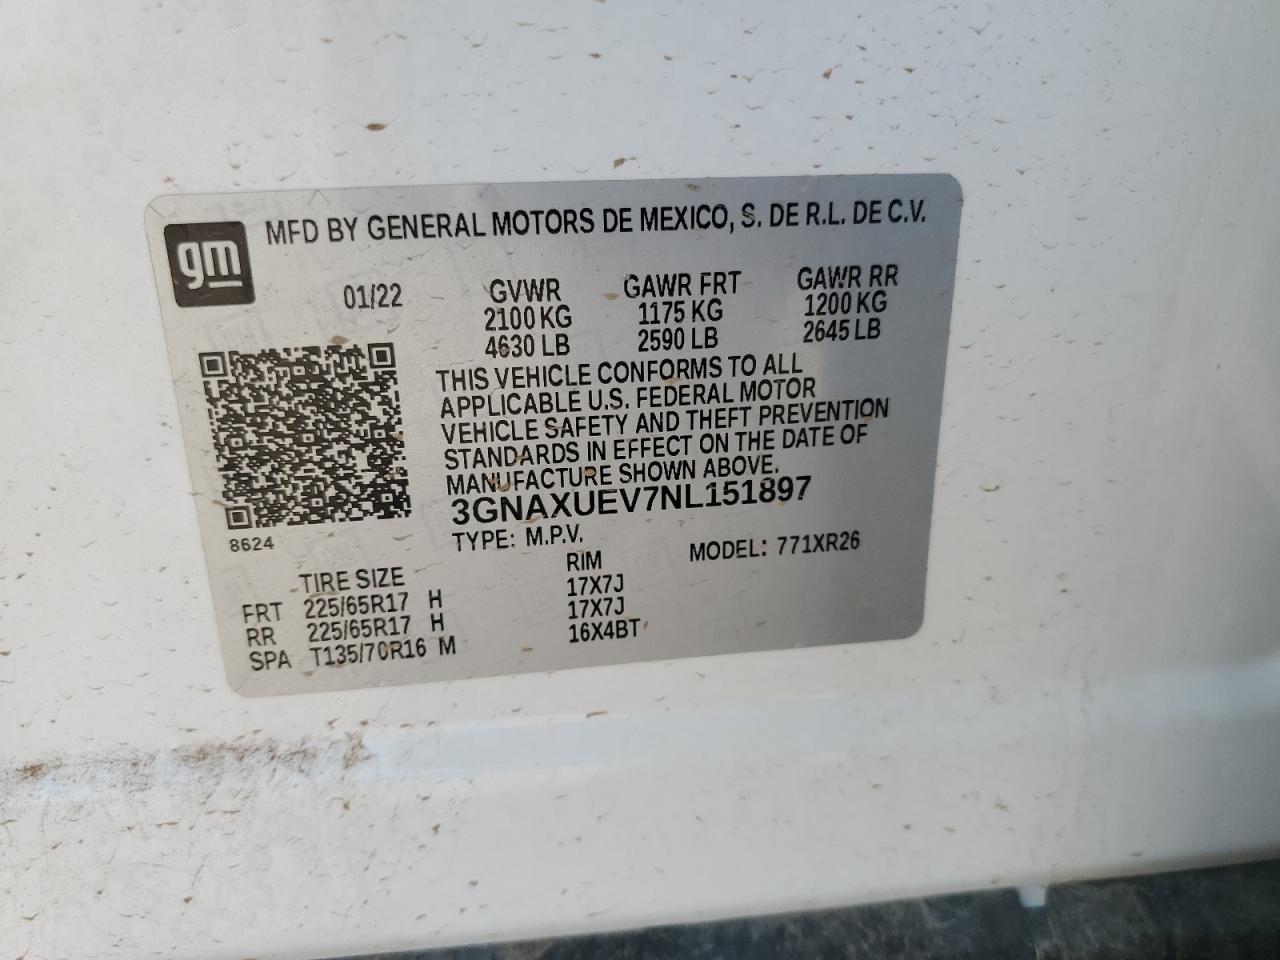 gm
MFD BY GENERAL MOTORS DE MEXICO, S. DE R.L. DE C.V.
01/22 GVWR GAWR FRT GAWR RR
2100 KG 1175 KG 1200 KG
4630 LB 2590 LB 2645 LB
THIS VEHICLE CONFORMS TO ALL
APPLICABLE U.S. FEDERAL MOTOR
VEHICLE SAFETY AND THEFT PREVENTION
STANDARDS IN EFFECT ON THE DATE OF
MANUFACTURE SHOWN ABOVE.
3GNAXUEV7NL151897
8624
TYPE: M.P.V. MODEL: 771XR26
TIRE SIZE RIM
FRT 225/65R17 H 17X7J
RR 225/65R17 H 17X7J
SPA T135/70R16 M 16X4BT